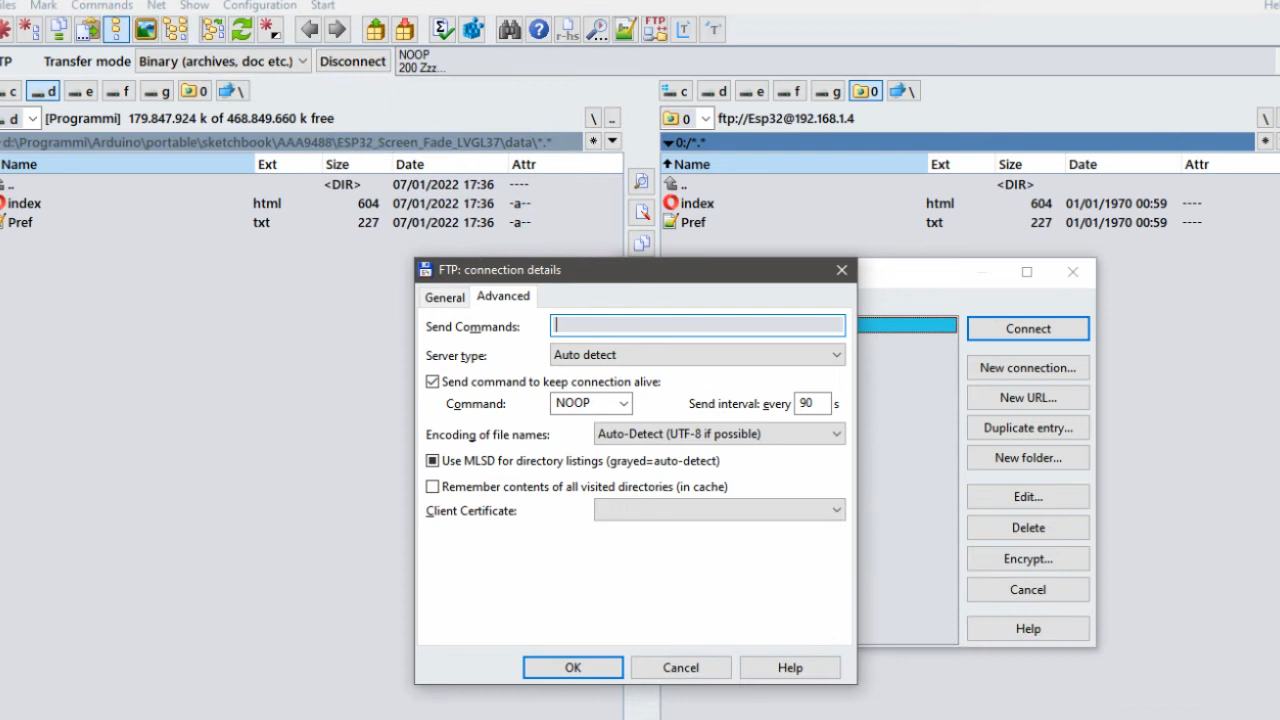 iles Mark Commands Net Show Configuration Start He
TP Transfer mode Binary (archives, doc etc.) Disconnect NOOP
200 Zzz...
c d e f g 0 \ c d e f g 0 \
d [Programmi] 179.847.924 k of 468.849.660 k free \ .. 0 ftp://Esp32@192.168.1.4 \
d:\Programmi\Arduino\portable\sketchbook\AAA9488\ESP32_Screen_Fade_LVGL37\data\*.* * 0:/*.* *
Name Ext Size Date Attr Name Ext Size Date Attr
.. <DIR> 07/01/2022 17:36 ---- .. <DIR>
index html 604 07/01/2022 17:36 -a-- index html 604 01/01/1970 00:59 ----
Pref txt 227 07/01/2022 17:36 -a-- Pref txt 227 01/01/1970 00:59 ----
FTP: connection details
General Advanced
Send Commands:
Server type: Auto detect
Send command to keep connection alive:
Command: NOOP Send interval: every 90 s
Encoding of file names: Auto-Detect (UTF-8 if possible)
Use MLSD for directory listings (grayed=auto-detect)
Remember contents of all visited directories (in cache)
Client Certificate:
OK Cancel Help
Connect
New connection...
New URL...
Duplicate entry...
New folder...
Edit...
Delete
Encrypt...
Cancel
Help